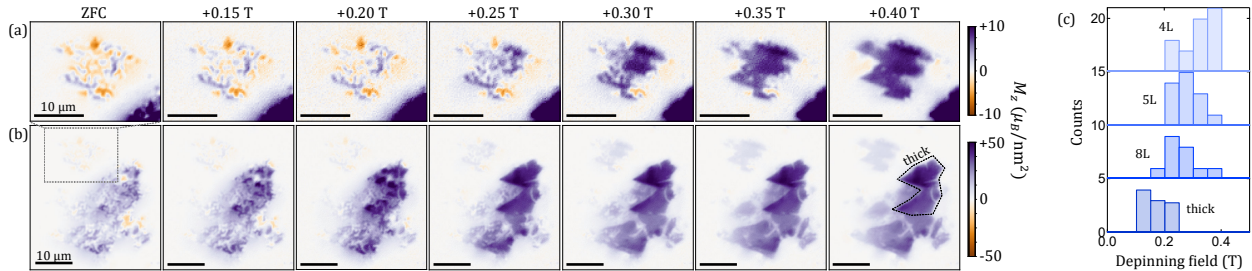 ZFC +0.15 T +0.20 T +0.25 T +0.30 T +0.35 T +0.40 T
(a)
10 μm
+10
0
-10
M_z (μ_B/nm²)
(b)
10 μm
thick
+50
0
-50
(c)
20
15
10
5
0
Counts
4L
5L
8L
thick
0.0 0.2 0.4
Depinning field (T)